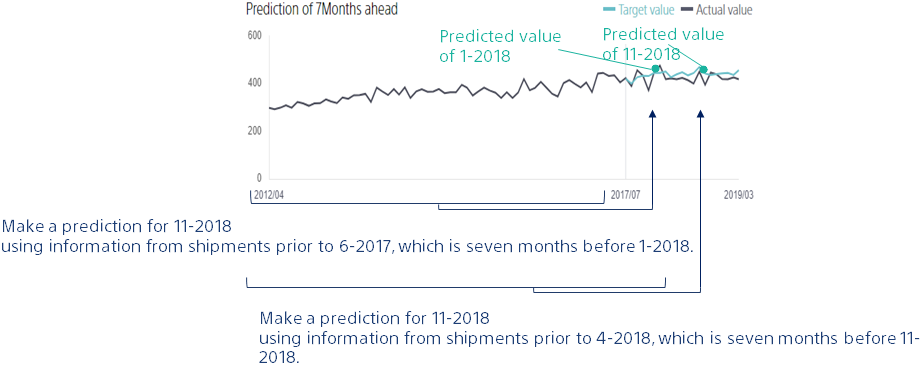 Prediction of 7Months ahead
Target value
Actual value
Predicted value
of 1-2018
Predicted value
of 11-2018
600
400
200
0
2012/04
2017/07
2019/03
Make a prediction for 11-2018
using information from shipments prior to 6-2017, which is seven months before 1-2018.
Make a prediction for 11-2018
using information from shipments prior to 4-2018, which is seven months before 11-
2018.